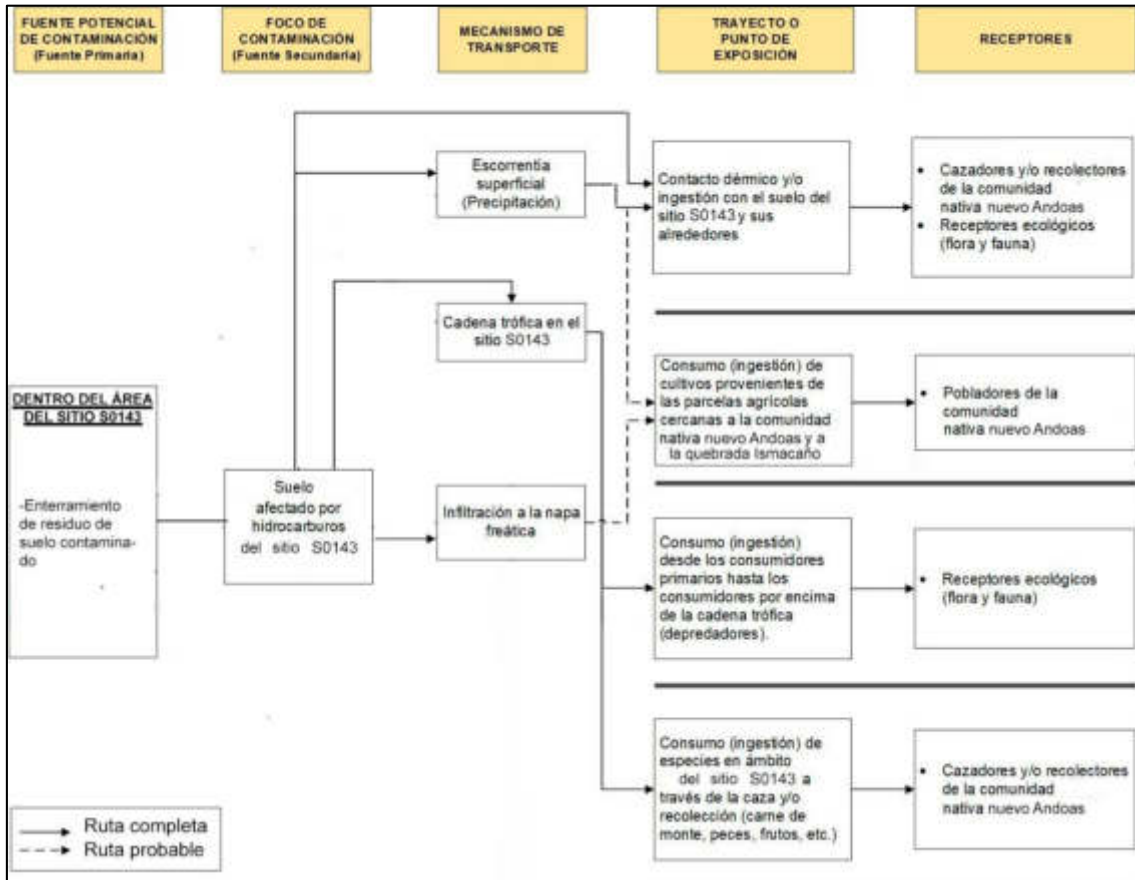 FUENTE POTENCIAL
DE CONTAMINACIÓN
(Fuente Primaria)
FOCO DE
CONTAMINACIÓN
(Fuente Secundaria)
MECANISMO DE
TRANSPORTE
TRAYECTO O
PUNTO DE
EXPOSICIÓN
RECEPTORES
DENTRO DEL ÁREA
DEL SITIO S0143
-Enterramiento
de residuo de
suelo contamina-
do
Suelo
afectado por
hidrocarburos
del sitio S0143
Escorrentía
superficial
(Precipitación)
Cadena trófica en el
sitio S0143
Infiltración a la napa
freática
Contacto dérmico y/o
ingestión con el suelo del
sitio S0143 y sus
alrededores
• Cazadores y/o recolectores
de la comunidad
nativa nuevo Andoas
• Receptores ecológicos
(flora y fauna)
Consumo (ingestión) de
cultivos provenientes de
las parcelas agrícolas
cercanas a la comunidad
nativa nuevo Andoas y a
la quebrada Ismacaño
• Pobladores de la
comunidad
nativa nuevo Andoas
Consumo (ingestión)
desde los consumidores
primarios hasta los
consumidores por encima
de la cadena trófica
(depredadores).
• Receptores ecológicos
(flora y fauna)
Consumo (ingestión) de
especies en ámbito
del sitio S0143 a
través de la caza y/o
recolección (carne de
monte, peces, frutos, etc.)
• Cazadores y/o recolectores
de la comunidad
nativa nuevo Andoas
Ruta completa
Ruta probable